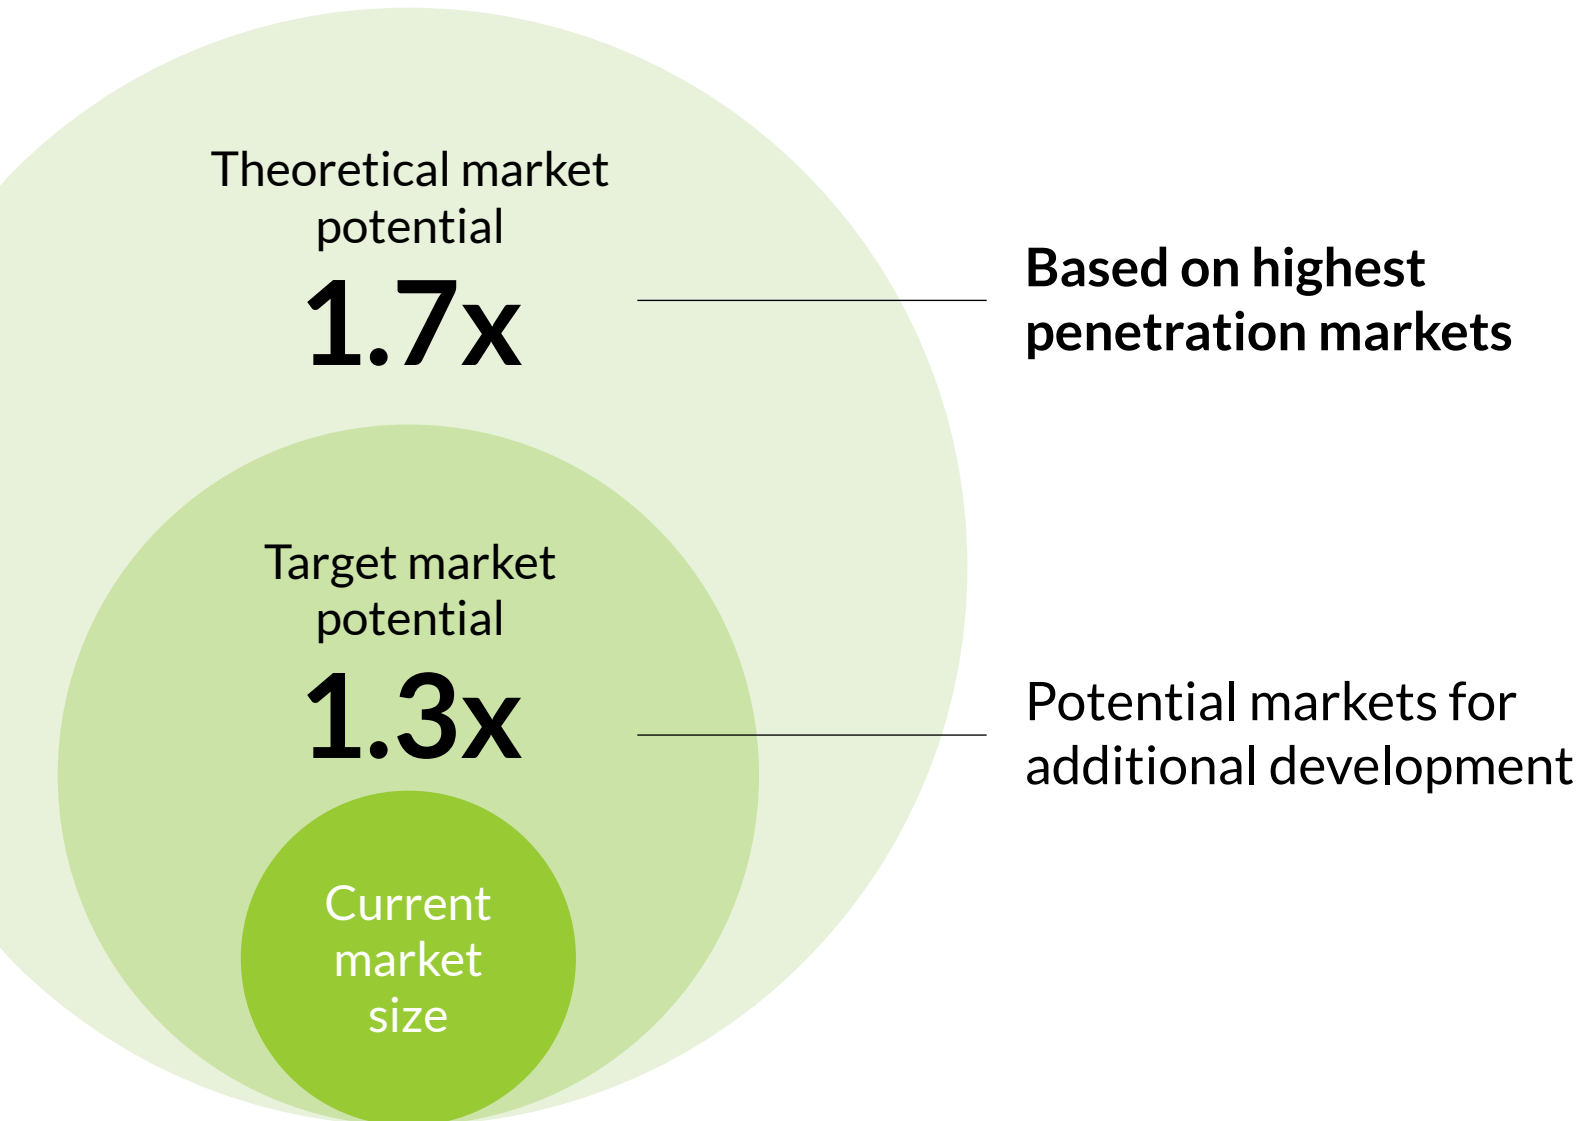 Theoretical market
potential
1.7x
Based on highest
penetration markets
Target market
potential
1.3x
Potential markets for
additional development
Current
market
size